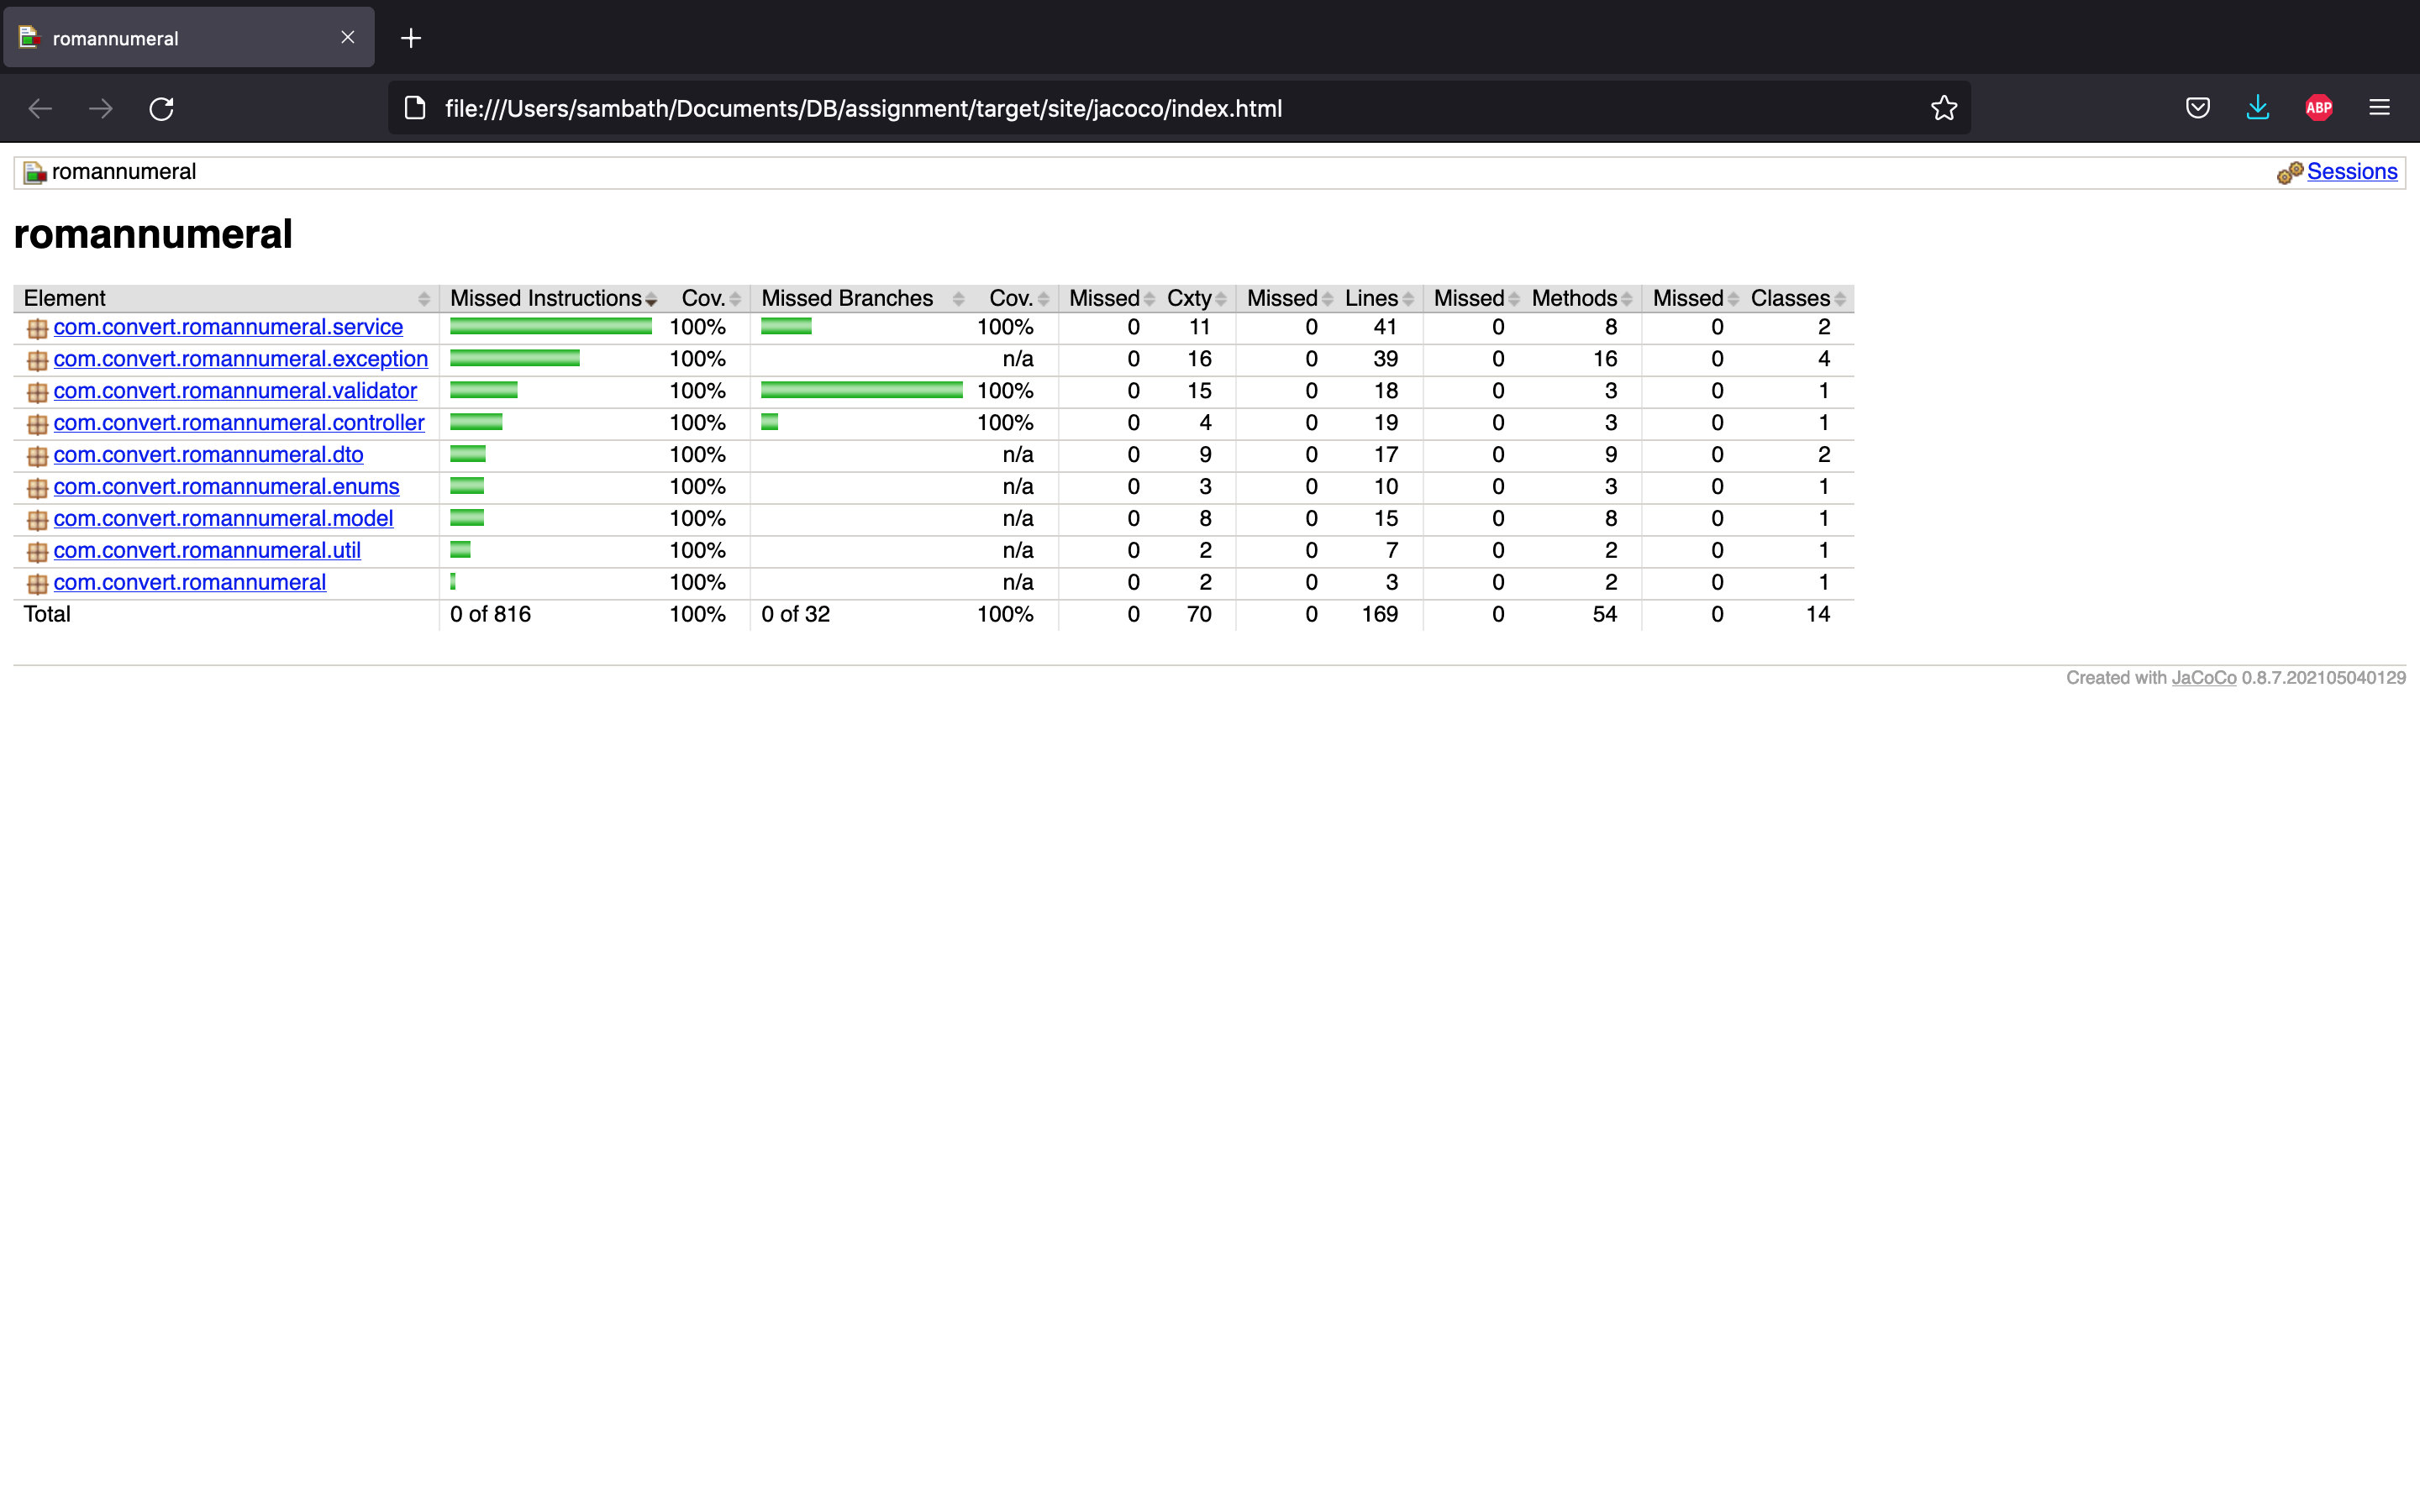 romannumeral
file:///Users/sambath/Documents/DB/assignment/target/site/jacoco/index.html
ABP
romannumeral Sessions
romannumeral
Element Missed Instructions Cov. Missed Branches Cov. Missed Cxty Missed Lines Missed Methods Missed Classes
com.convert.romannumeral.service 100% 100% 0 11 0 41 0 8 0 2
com.convert.romannumeral.exception 100% n/a 0 16 0 39 0 16 0 4
com.convert.romannumeral.validator 100% 100% 0 15 0 18 0 3 0 1
com.convert.romannumeral.controller 100% 100% 0 4 0 19 0 3 0 1
com.convert.romannumeral.dto 100% n/a 0 9 0 17 0 9 0 2
com.convert.romannumeral.enums 100% n/a 0 3 0 10 0 3 0 1
com.convert.romannumeral.model 100% n/a 0 8 0 15 0 8 0 1
com.convert.romannumeral.util 100% n/a 0 2 0 7 0 2 0 1
com.convert.romannumeral 100% n/a 0 2 0 3 0 2 0 1
Total 0 of 816 100% 0 of 32 100% 0 70 0 169 0 54 0 14
Created with JaCoCo 0.8.7.202105040129